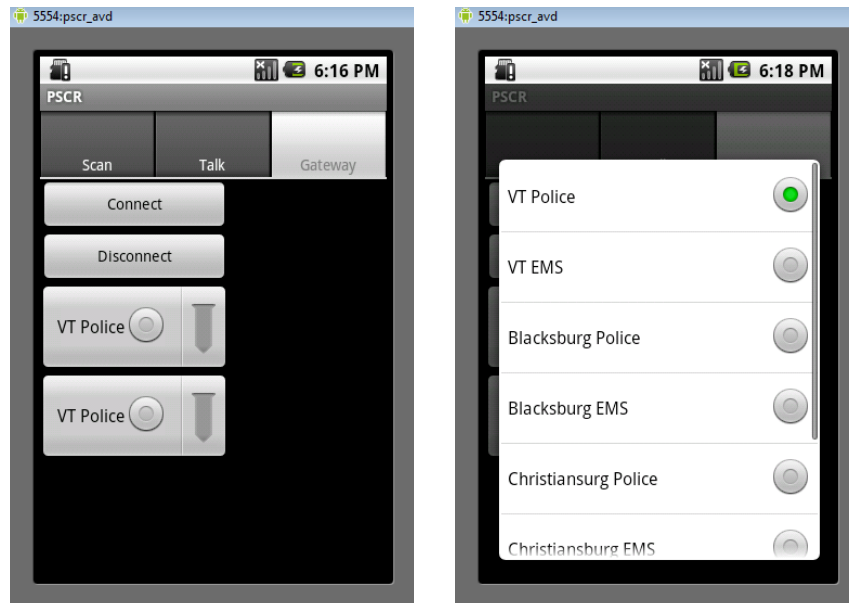 5554:pscr_avd
6:16 PM
PSCR
Scan Talk Gateway
Connect
Disconnect
VT Police
VT Police
5554:pscr_avd
6:18 PM
PSCR
VT Police
VT EMS
Blacksburg Police
Blacksburg EMS
Christiansurg Police
Christiansburg EMS